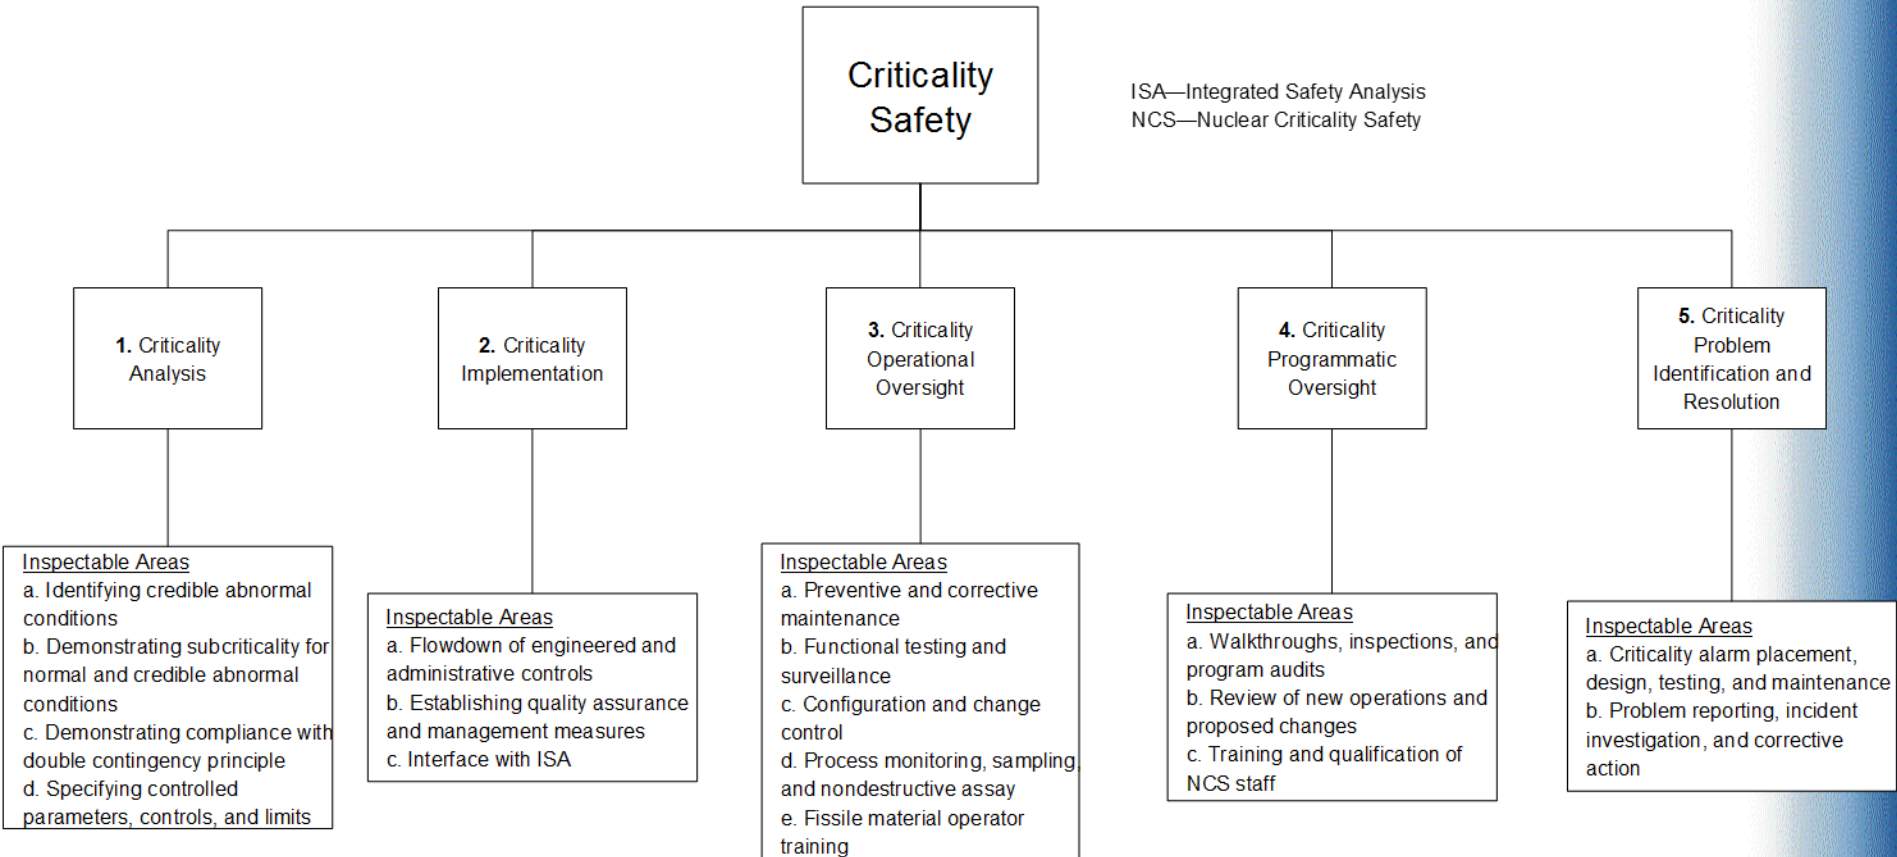 Criticality
Safety
ISA—Integrated Safety Analysis
NCS—Nuclear Criticality Safety
1. Criticality
Analysis
2. Criticality
Implementation
3. Criticality
Operational
Oversight
4. Criticality
Programmatic
Oversight
5. Criticality
Problem
Identification and
Resolution
Inspectable Areas
a. Identifying credible abnormal
conditions
b. Demonstrating subcriticality for
normal and credible abnormal
conditions
c. Demonstrating compliance with
double contingency principle
d. Specifying controlled
parameters, controls, and limits
Inspectable Areas
a. Flowdown of engineered and
administrative controls
b. Establishing quality assurance
and management measures
c. Interface with ISA
Inspectable Areas
a. Preventive and corrective
maintenance
b. Functional testing and
surveillance
c. Configuration and change
control
d. Process monitoring, sampling,
and nondestructive assay
e. Fissile material operator
training
Inspectable Areas
a. Walkthroughs, inspections, and
program audits
b. Review of new operations and
proposed changes
c. Training and qualification of
NCS staff
Inspectable Areas
a. Criticality alarm placement,
design, testing, and maintenance
b. Problem reporting, incident
investigation, and corrective
action